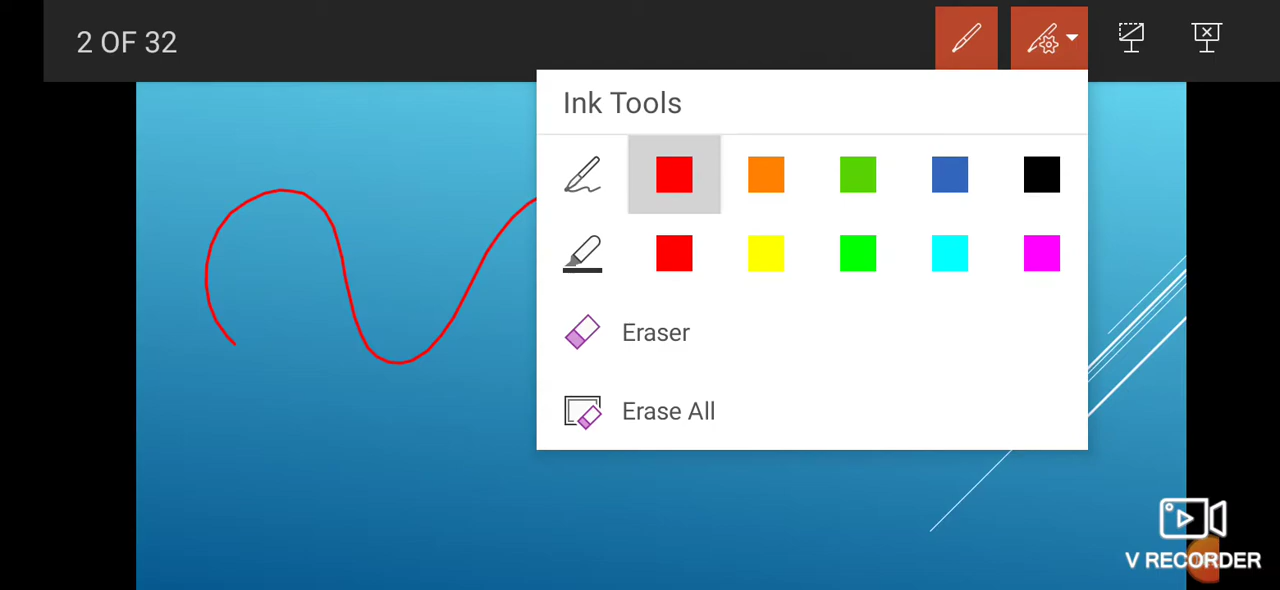 2 OF 32
Ink Tools
Eraser
Erase All
V RECORDER